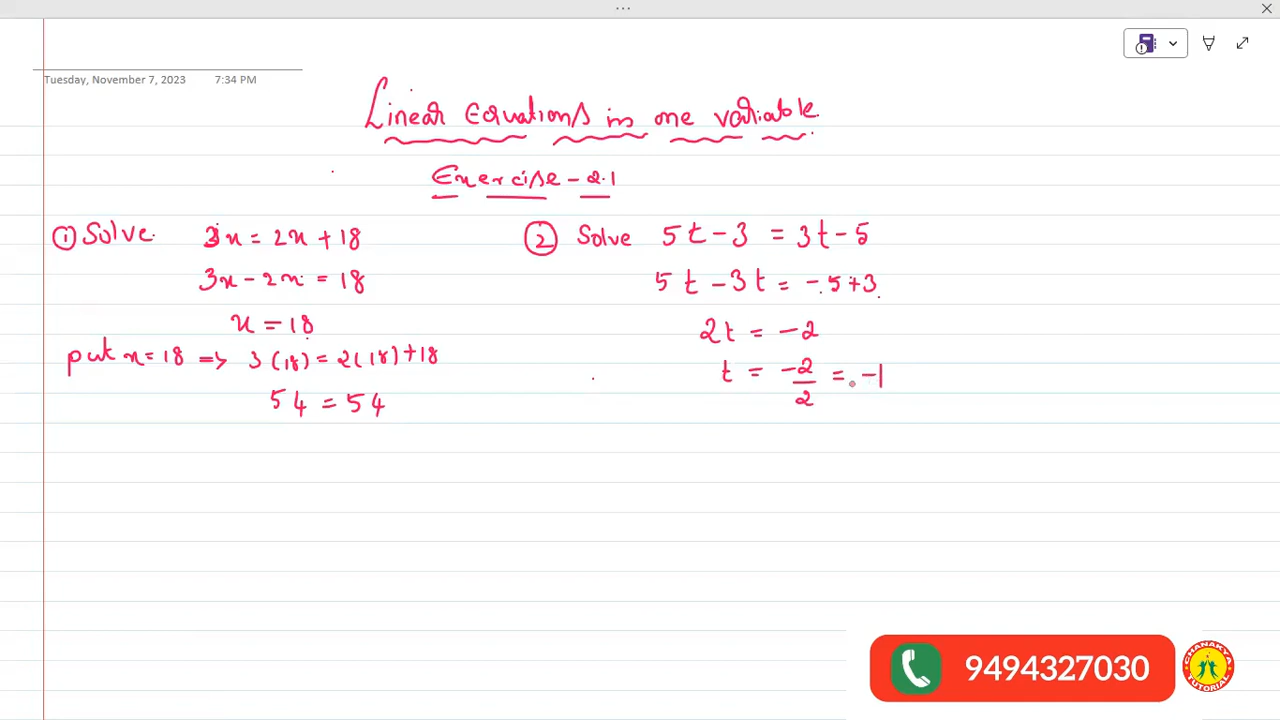 Tuesday, November 7, 2023 7:34 PM
Linear Equations in one variable.
Exercise - 2.1
① Solve. 3x = 2x + 18
3x - 2x = 18
x = 18
put x = 18 => 3(18) = 2(18) + 18
54 = 54
② Solve 5t - 3 = 3t - 5
5t - 3t = -5 + 3
2t = -2
t = -2/2 = -1
9494327030
CHANAKYA TUTORIAL